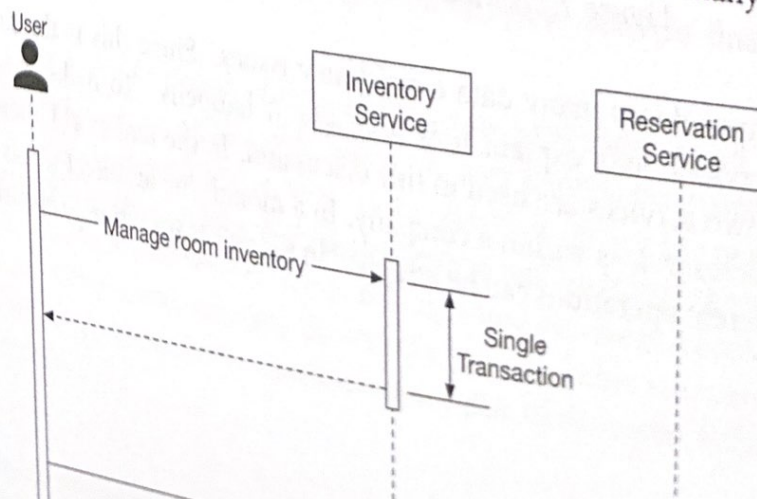 User
Inventory
Service
Reservation
Service
Manage room inventory
Single
Transaction